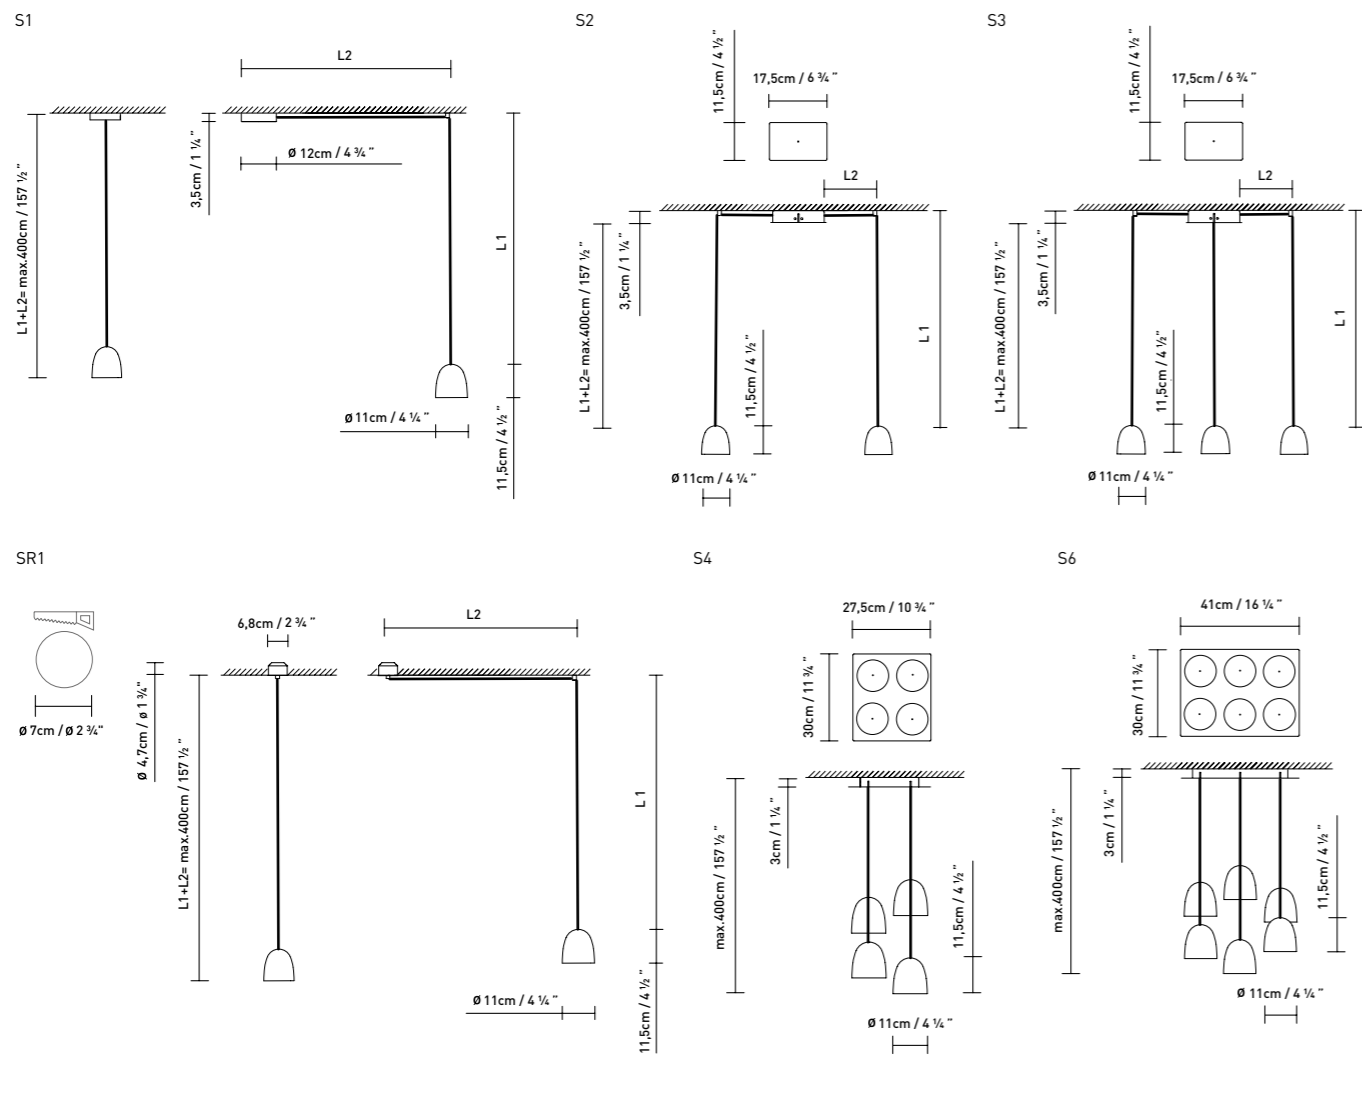 S1
L2
L1+L2= max.400cm / 157 ½ "
3,5cm / 1 ¼ "
Ø 12cm / 4 ¾ "
L1
Ø 11cm / 4 ¼ "
11,5cm / 4 ½ "
S2
11,5cm / 4 ½ "
17,5cm / 6 ¾ "
L2
L1+L2= max.400cm / 157 ½ "
3,5cm / 1 ¼ "
11,5cm / 4 ½ "
L1
Ø 11cm / 4 ¼ "
S3
11,5cm / 4 ½ "
17,5cm / 6 ¾ "
L2
L1+L2= max.400cm / 157 ½ "
3,5cm / 1 ¼ "
11,5cm / 4 ½ "
L1
Ø 11cm / 4 ¼ "
SR1
Ø 7cm / Ø 2 ¾"
6,8cm / 2 ¾ "
L2
ø 4,7cm / ø 1 ¾"
L1+L2= max.400cm / 157 ½ "
L1
Ø 11cm / 4 ¼ "
11,5cm / 4 ½ "
S4
27,5cm / 10 ¾ "
30cm / 11 ¾ "
3cm / 1 ¼ "
max.400cm / 157 ½ "
11,5cm / 4 ½ "
Ø 11cm / 4 ¼ "
S6
41cm / 16 ¼ "
30cm / 11 ¾ "
3cm / 1 ¼ "
max.400cm / 157 ½ "
11,5cm / 4 ½ "
Ø 11cm / 4 ¼ "